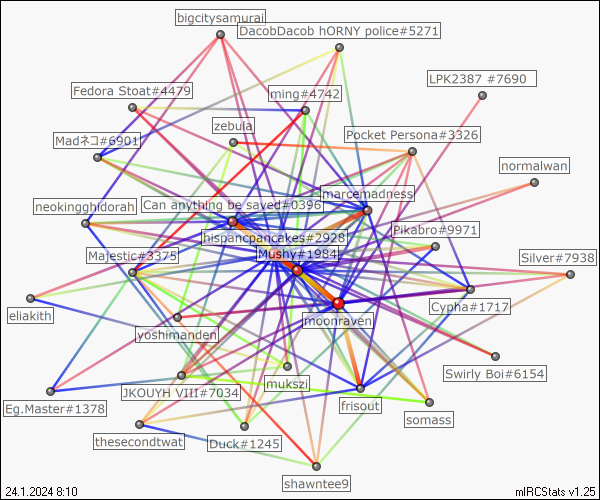 bigcitysamurai
DacobDacob hORNY police#5271
LPK2387 #7690
Fedora Stoat#4479
ming#4742
zebula
Pocket Persona#3326
Madネコ#6901
normalwan
marcemadness
neokingghidorah
Can anything be saved#0396
Pikabro#9971
hispancpancakes#2928
Majestic#3375
Mushy#1984
Silver#7938
Cypha#1717
eliakith
yoshimanden
moonraven
Swirly Boi#6154
Eg.Master#1378
JKOUYH VIII#7034
mukszi
frisout
somass
thesecondtwat
Duck#1245
shawntee9
24.1.2024 8:10
mIRCStats v1.25